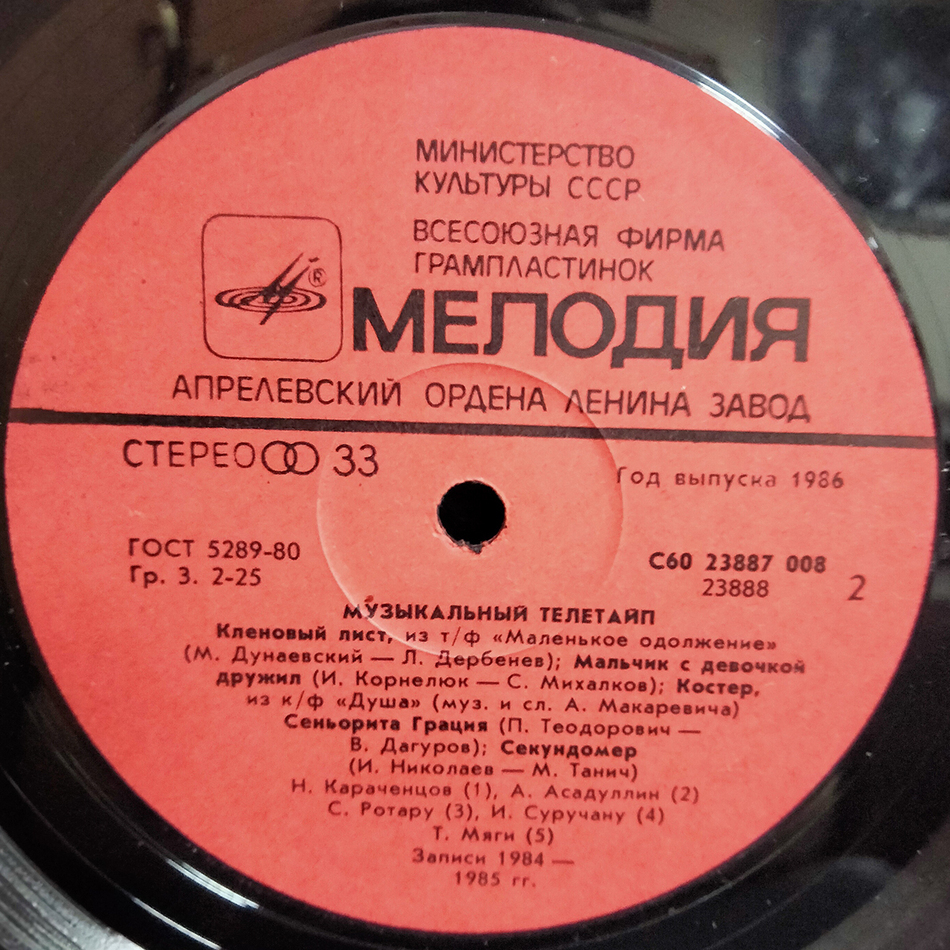 МИНИСТЕРСТВО
КУЛЬТУРЫ СССР
ВСЕСОЮЗНАЯ ФИРМА
ГРАМПЛАСТИНОК
®
МЕЛОДИЯ
АПРЕЛЕВСКИЙ ОРДЕНА ЛЕНИНА ЗАВОД
СТЕРЕО 33
Год выпуска 1986
ГОСТ 5289-80
Гр. 3. 2-25
С60 23887 008
23888
2
МУЗЫКАЛЬНЫЙ ТЕЛЕТАЙП
Кленовый лист, из т/ф «Маленькое одолжение»
(М. Дунаевский — Л. Дербенев); Мальчик с девочкой
дружил (И. Корнелюк — С. Михалков); Костер,
из к/ф «Душа» (муз. и сл. А. Макаревича)
Сеньорита Грация (П. Теодорович —
В. Дагуров); Секундомер
(И. Николаев — М. Танич)
Н. Караченцов (1), А. Асадуллин (2)
С. Ротару (3), И. Суручану (4)
Т. Мяги (5)
Записи 1984 —
1985 гг.